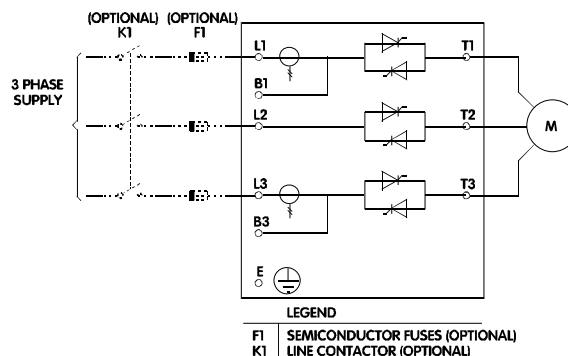 (OPTIONAL) (OPTIONAL)
K1 F1
L1 T1
3 PHASE
SUPPLY
B1
L2 T2
M
L3 T3
B3
E
LEGEND
F1 SEMICONDUCTOR FUSES (OPTIONAL)
K1 LINE CONTACTOR (OPTIONAL)